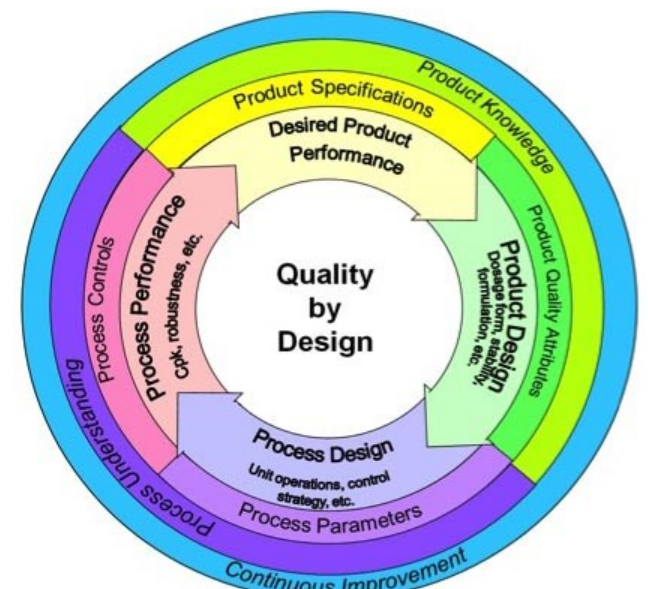 Product Knowledge
Product Specifications
Desired Product
Performance
Product Quality Attributes
Product Design
Dosage form, stability,
formulation, etc.
Quality
by
Design
Process Performance
Cpk, robustness, etc.
Process Controls
Process Understanding
Process Design
Unit operations, control
strategy, etc.
Process Parameters
Continuous Improvement